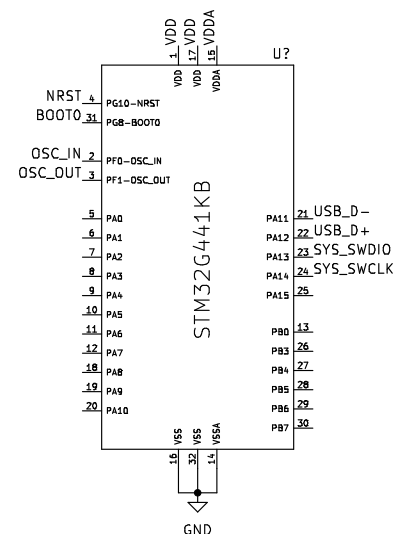 VDD VDD VDDA
1 17 15
U?
VDD VDD VDDA
NRST 4 PG10-NRST
BOOT0 31 PG8-BOOT0
OSC_IN 2 PF0-OSC_IN
OSC_OUT 3 PF1-OSC_OUT
STM32G441KB
5 PA0 PA11 21 USB_D-
6 PA1 PA12 22 USB_D+
7 PA2 PA13 23 SYS_SWDIO
8 PA3 PA14 24 SYS_SWCLK
9 PA4 PA15 25
10 PA5
11 PA6 PB0 13
12 PA7 PB3 26
18 PA8 PB4 27
19 PA9 PB5 28
20 PA10 PB6 29
PB7 30
VSS VSS VSSA
16 32 14
GND